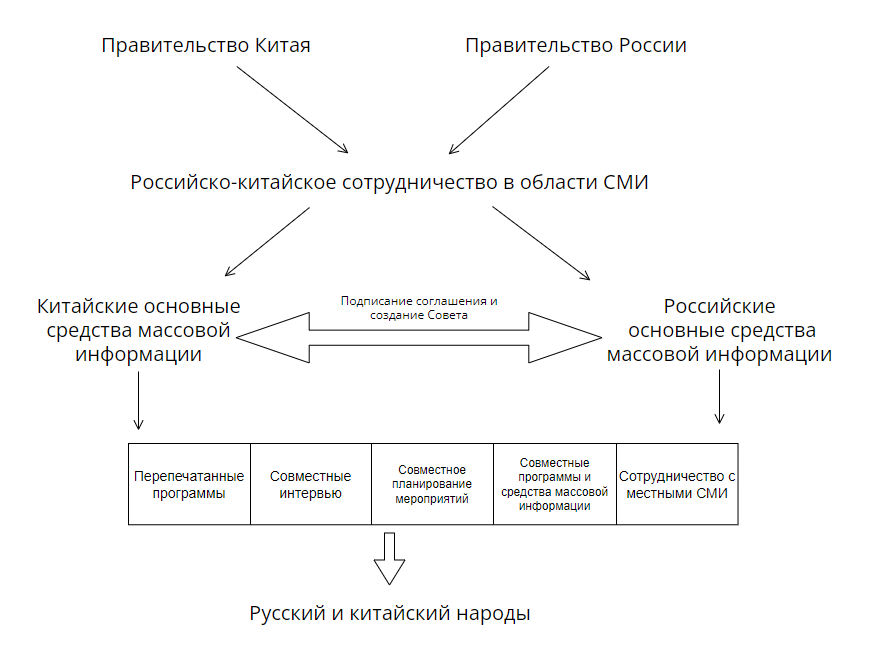 Правительство Китая
Правительство России
Российско-китайское сотрудничество в области СМИ
Китайские основные
средства массовой
информации
Подписание соглашения и
создание Совета
Российские
основные средства
массовой информации
Перепечатанные
программы
Совместные
интервью
Совместное
планирование
мероприятий
Совместные
программы и
средства массовой
информации
Сотрудничество с
местными СМИ
Русский и китайский народы